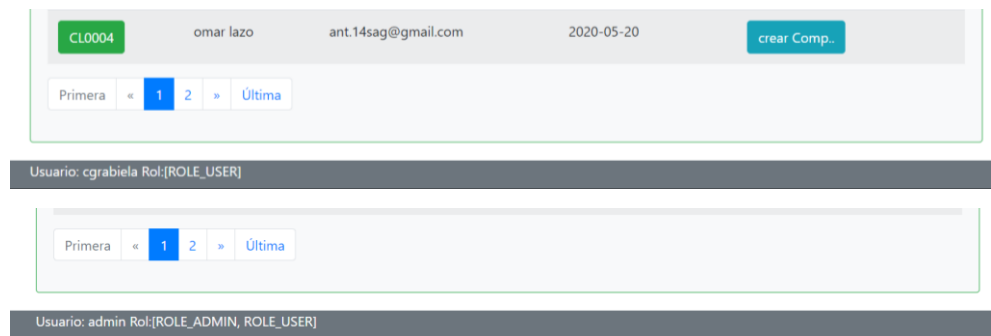 CL0004 omar lazo ant.14sag@gmail.com 2020-05-20 crear Comp..
Primera « 1 2 » Última
Usuario: cgrabiela Rol:[ROLE_USER]
Primera « 1 2 » Última
Usuario: admin Rol:[ROLE_ADMIN, ROLE_USER]